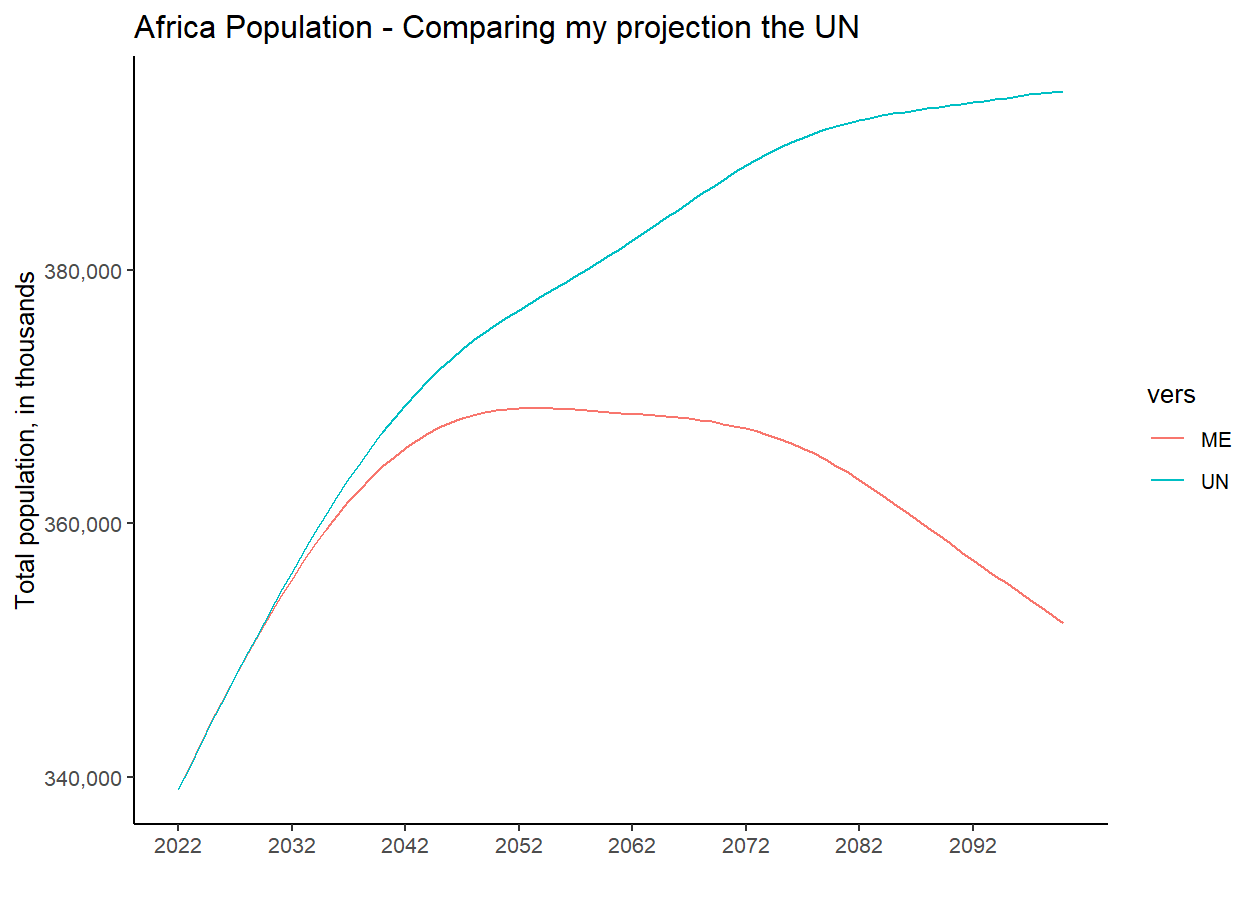 Africa Population - Comparing my projection the UN
Total population, in thousands
380,000
360,000
340,000
2022 2032 2042 2052 2062 2072 2082 2092
vers
ME
UN